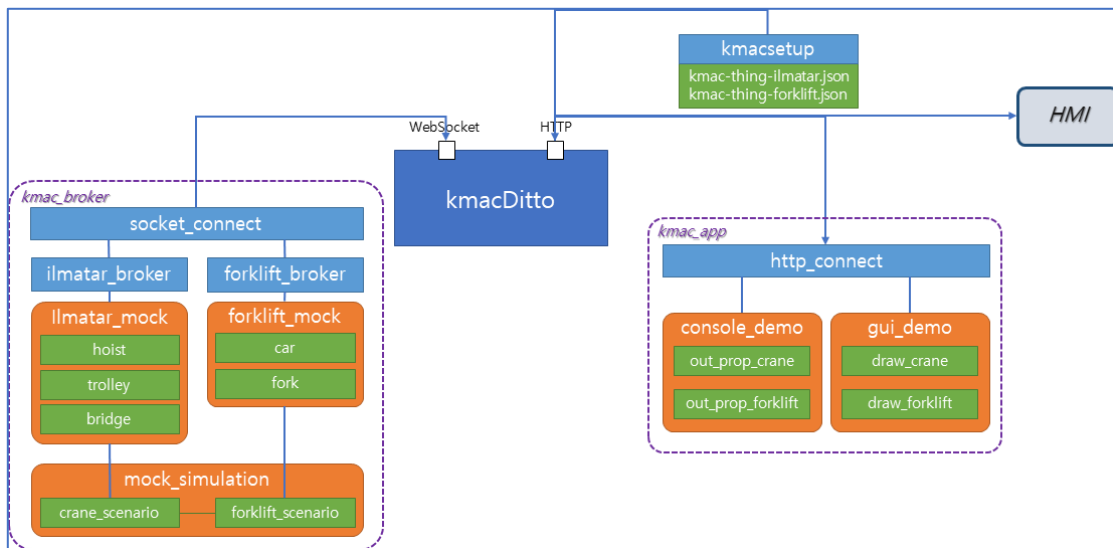 kmacsetup
kmac-thing-ilmatar.json
kmac-thing-forklift.json
HMI
WebSocket
HTTP
kmacDitto
kmac_broker
socket_connect
ilmatar_broker
forklift_broker
Ilmatar_mock
hoist
trolley
bridge
forklift_mock
car
fork
mock_simulation
crane_scenario
forklift_scenario
kmac_app
http_connect
console_demo
out_prop_crane
out_prop_forklift
gui_demo
draw_crane
draw_forklift